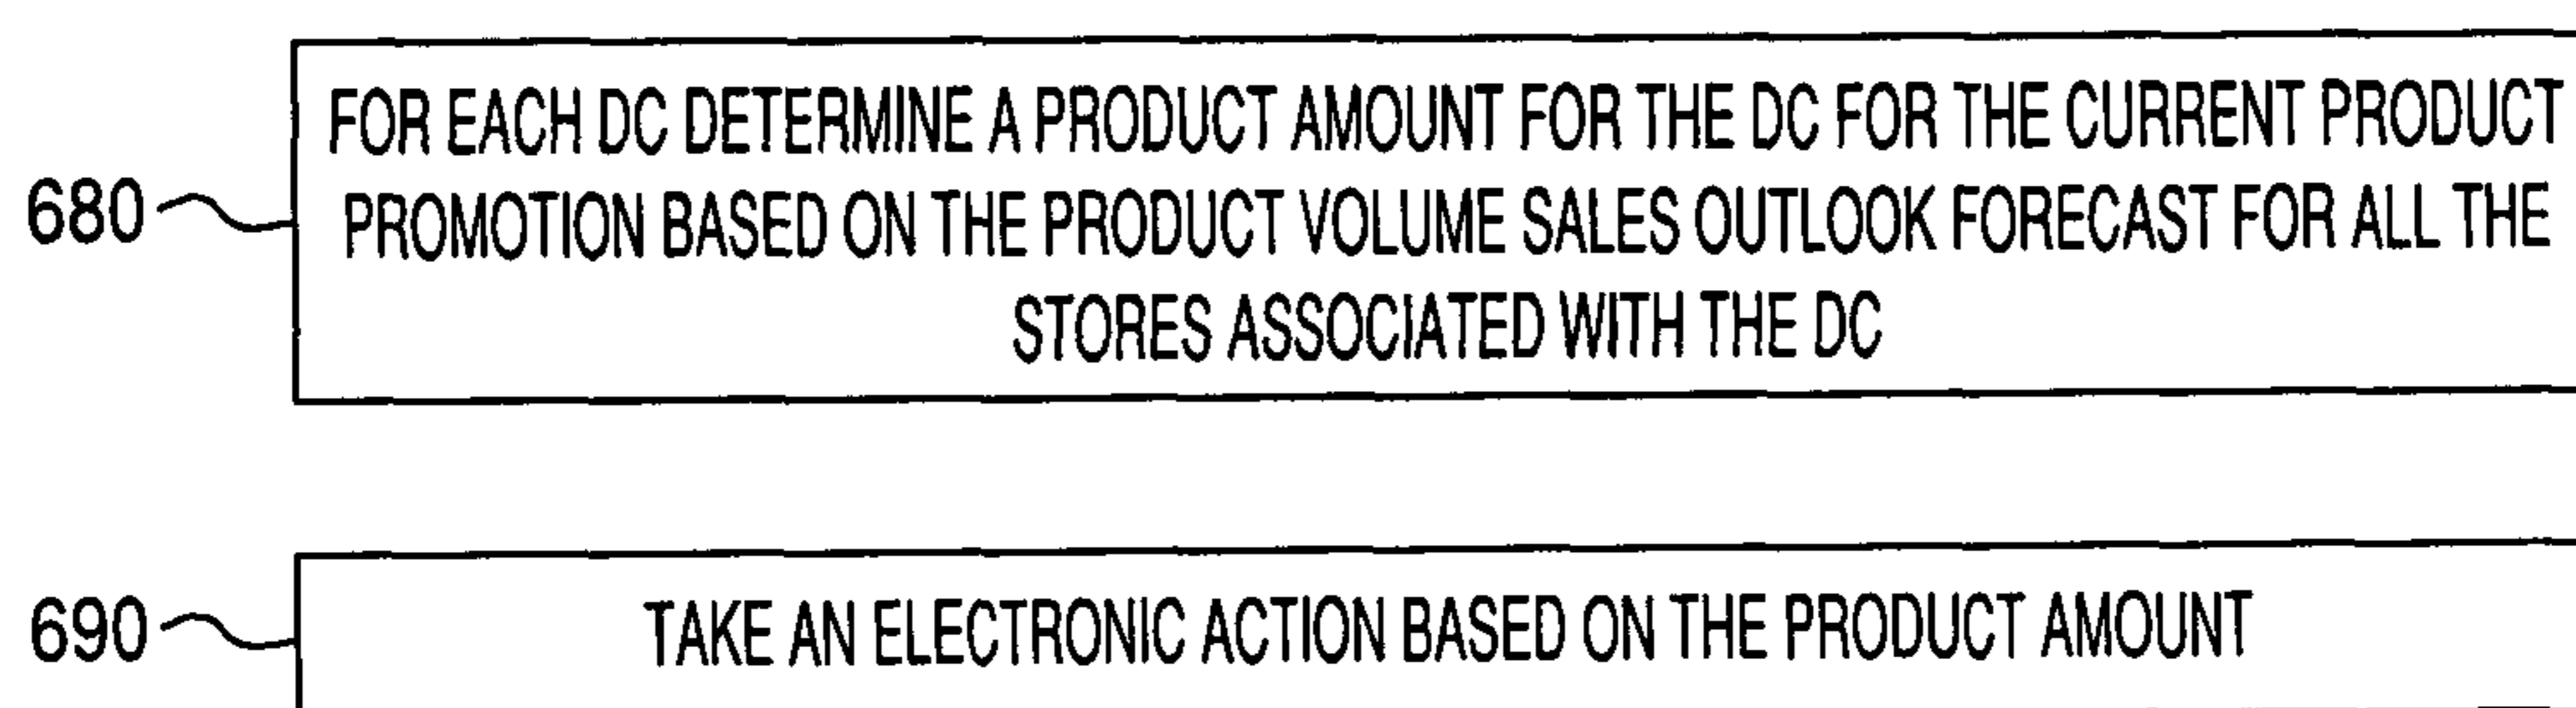 FOR EACH DC DETERMINE A PRODUCT AMOUNT FOR THE DC FOR THE CURRENT PRODUCT
680 PROMOTION BASED ON THE PRODUCT VOLUME SALES OUTLOOK FORECAST FOR ALL THE
STORES ASSOCIATED WITH THE DC
690 TAKE AN ELECTRONIC ACTION BASED ON THE PRODUCT AMOUNT